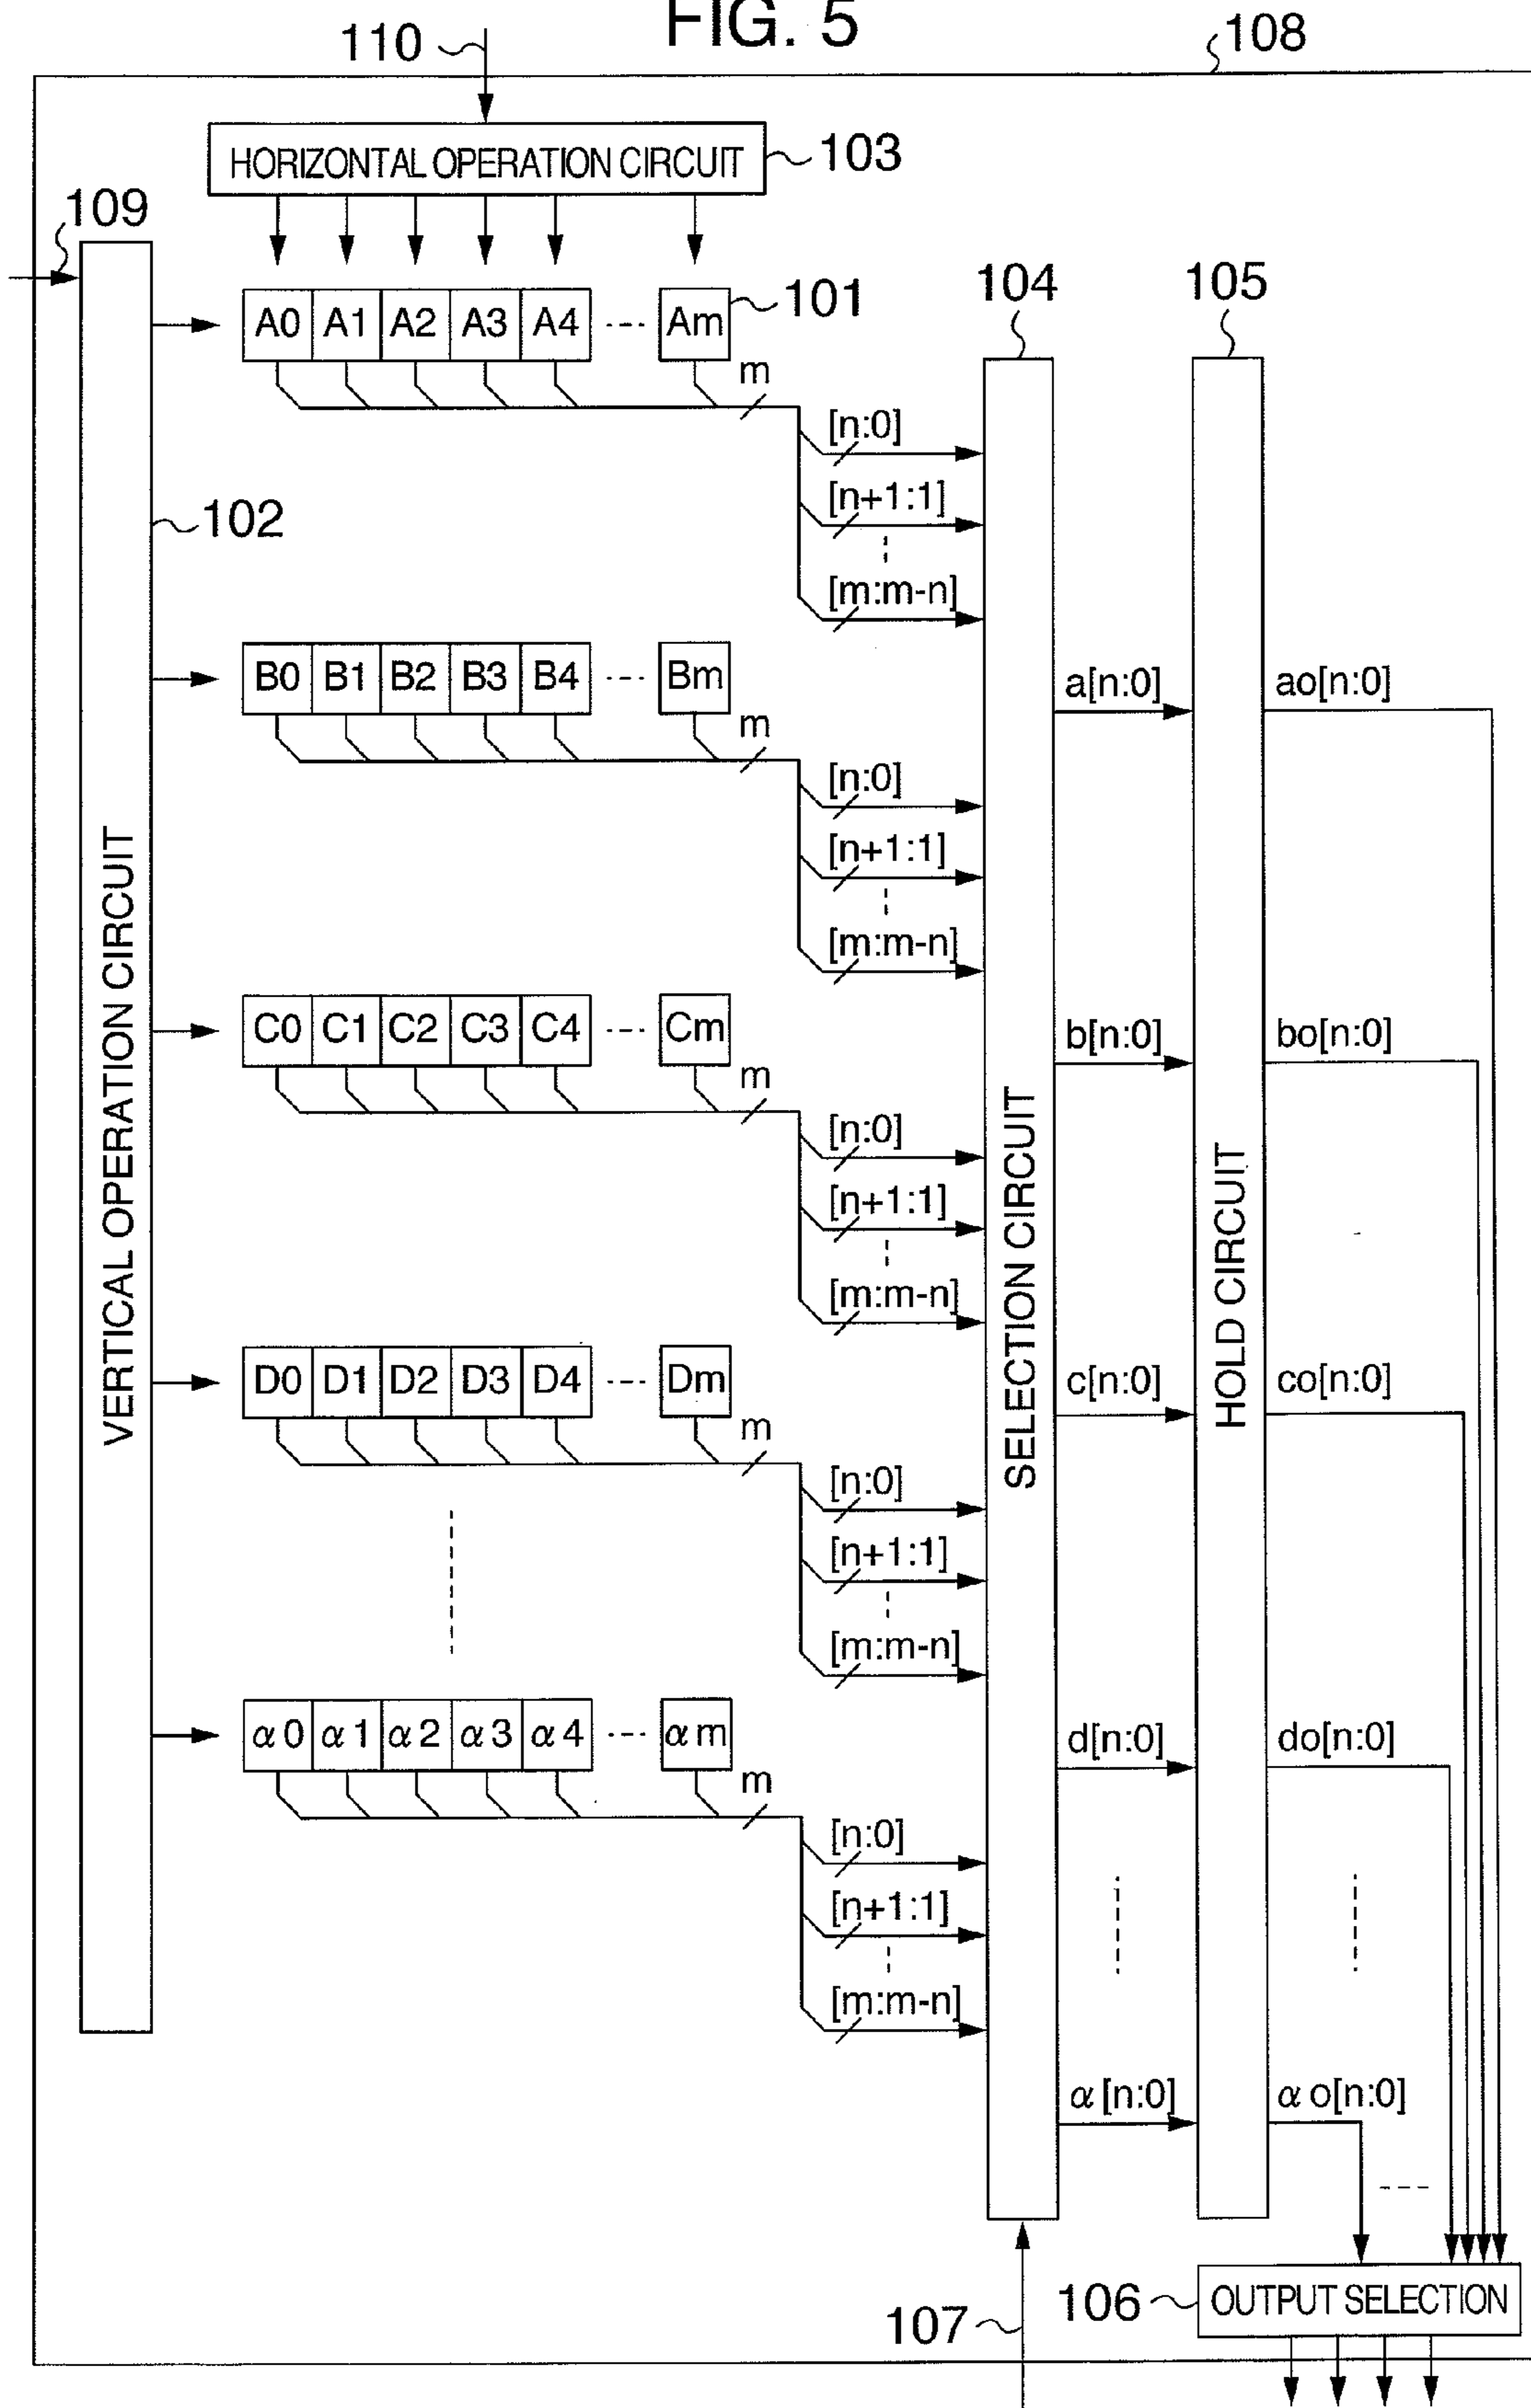 FIG. 5
110
108
HORIZONTAL OPERATION CIRCUIT
103
109
A0 A1 A2 A3 A4 --- Am
101
104
105
m
[n:0]
[n+1:1]
[m:m-n]
102
B0 B1 B2 B3 B4 --- Bm
m
a[n:0]
ao[n:0]
[n:0]
[n+1:1]
[m:m-n]
VERTICAL OPERATION CIRCUIT
C0 C1 C2 C3 C4 --- Cm
m
b[n:0]
bo[n:0]
[n:0]
[n+1:1]
[m:m-n]
SELECTION CIRCUIT
HOLD CIRCUIT
D0 D1 D2 D3 D4 --- Dm
m
c[n:0]
co[n:0]
[n:0]
[n+1:1]
[m:m-n]
α0 α1 α2 α3 α4 --- αm
m
d[n:0]
do[n:0]
[n:0]
[n+1:1]
[m:m-n]
α[n:0]
αo[n:0]
107
106
OUTPUT SELECTION